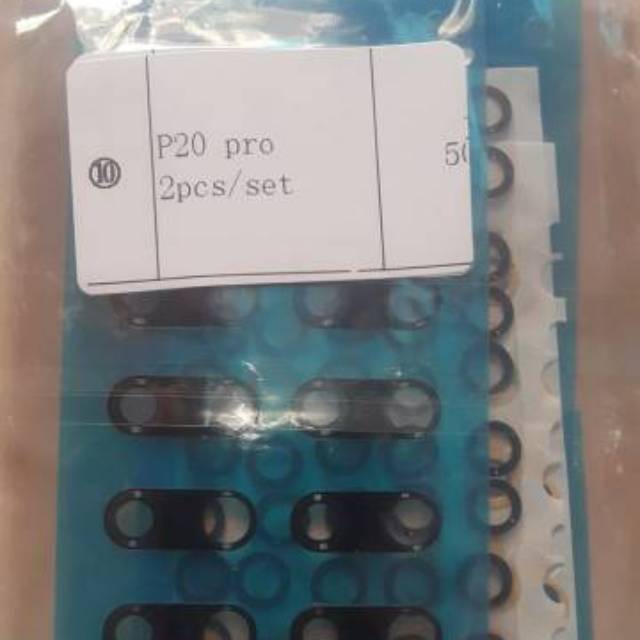 ⑩
P20 pro
2pcs/set